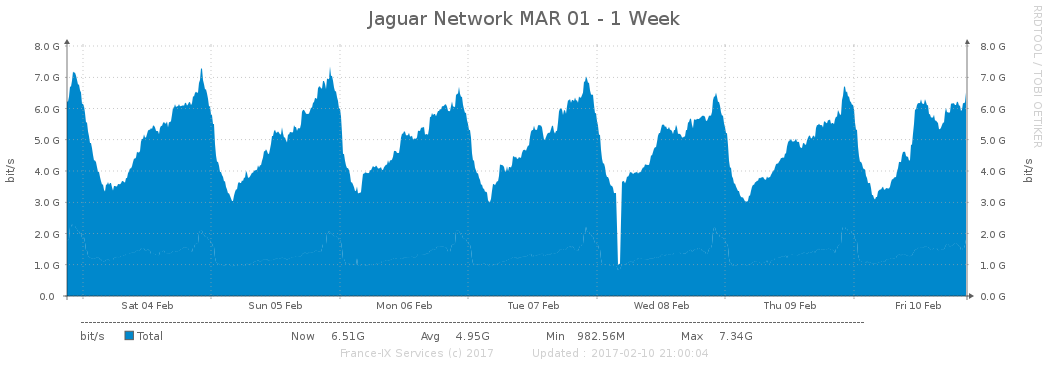 Jaguar Network MAR 01 - 1 Week
RRDTOOL / TOBI OETIKER
8.0 G 8.0 G
7.0 G 7.0 G
6.0 G 6.0 G
5.0 G 5.0 G
4.0 G 4.0 G
3.0 G 3.0 G
2.0 G 2.0 G
1.0 G 1.0 G
0.0 0.0 G
bit/s bit/s
Sat 04 Feb Sun 05 Feb Mon 06 Feb Tue 07 Feb Wed 08 Feb Thu 09 Feb Fri 10 Feb
bit/s Total Now 6.51G Avg 4.95G Min 982.56M Max 7.34G
France-IX Services (c) 2017 Updated : 2017-02-10 21:00:04